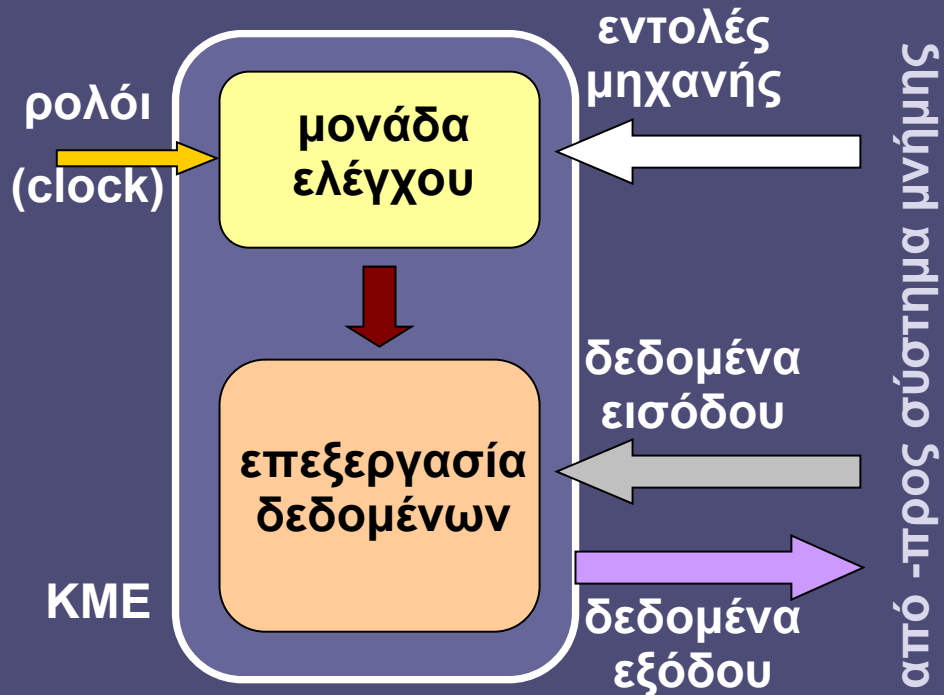 εντολές
μηχανής
ρολόι
(clock)
μονάδα
ελέγχου
δεδομένα
εισόδου
επεξεργασία
δεδομένων
ΚΜΕ
δεδομένα
εξόδου
από -προς σύστημα μνήμης